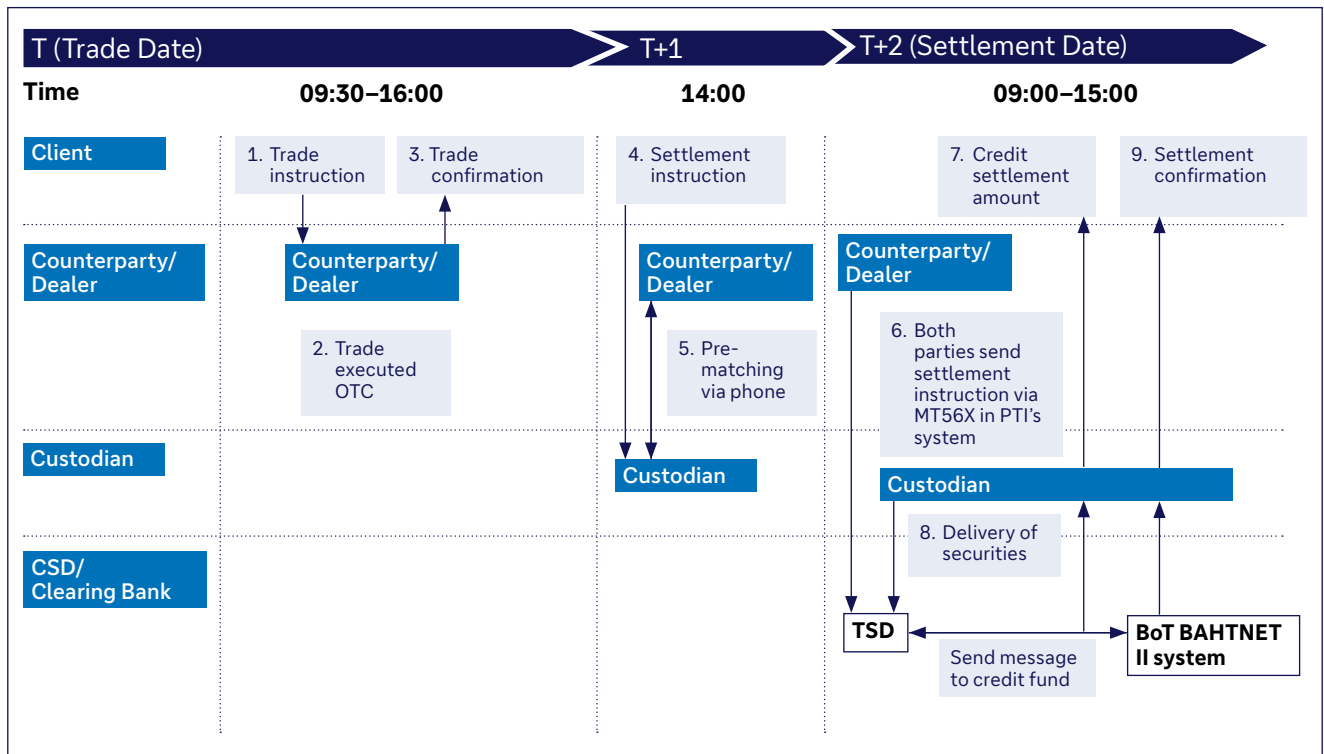 T (Trade Date)
T+1
T+2 (Settlement Date)
Time
09:30–16:00
14:00
09:00–15:00
Client
1. Trade
instruction
3. Trade
confirmation
4. Settlement
instruction
7. Credit
settlement
amount
9. Settlement
confirmation
Counterparty/
Dealer
Counterparty/
Dealer
Counterparty/
Dealer
Counterparty/
Dealer
2. Trade
executed
OTC
5. Pre-
matching
via phone
6. Both
parties send
settlement
instruction via
MT56X in PTI’s
system
Custodian
Custodian
Custodian
8. Delivery of
securities
CSD/
Clearing Bank
TSD
BoT BAHTNET
II system
Send message
to credit fund